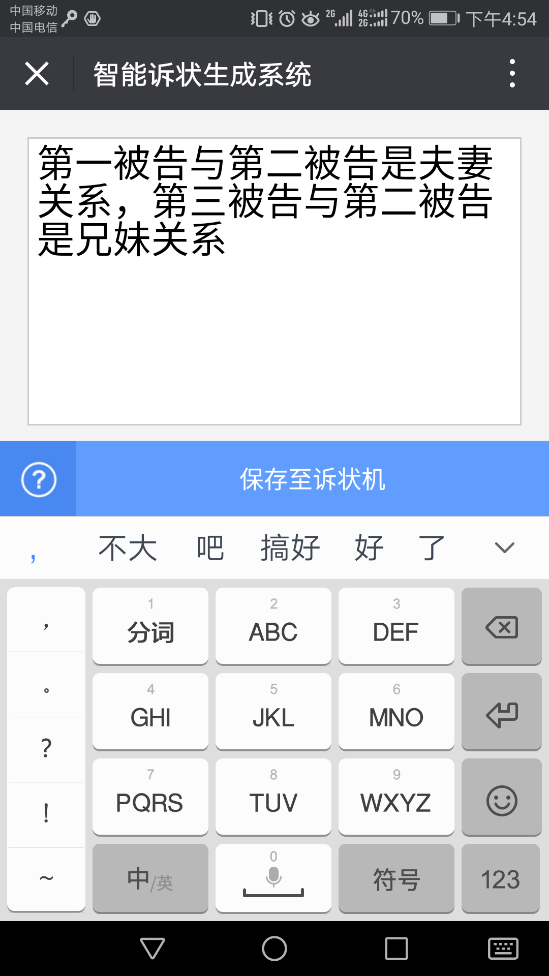 中国移动
中国电信
2G 4G 2G 70% 下午4:54
智能诉状生成系统
第一被告与第二被告是夫妻
关系，第三被告与第二被告
是兄妹关系
? 保存至诉状机
， 不大 吧 搞好 好 了
，
。
?
!
~
1 分词
2 ABC
3 DEF
4 GHI
5 JKL
6 MNO
7 PQRS
8 TUV
9 WXYZ
中/英
0
符号
123